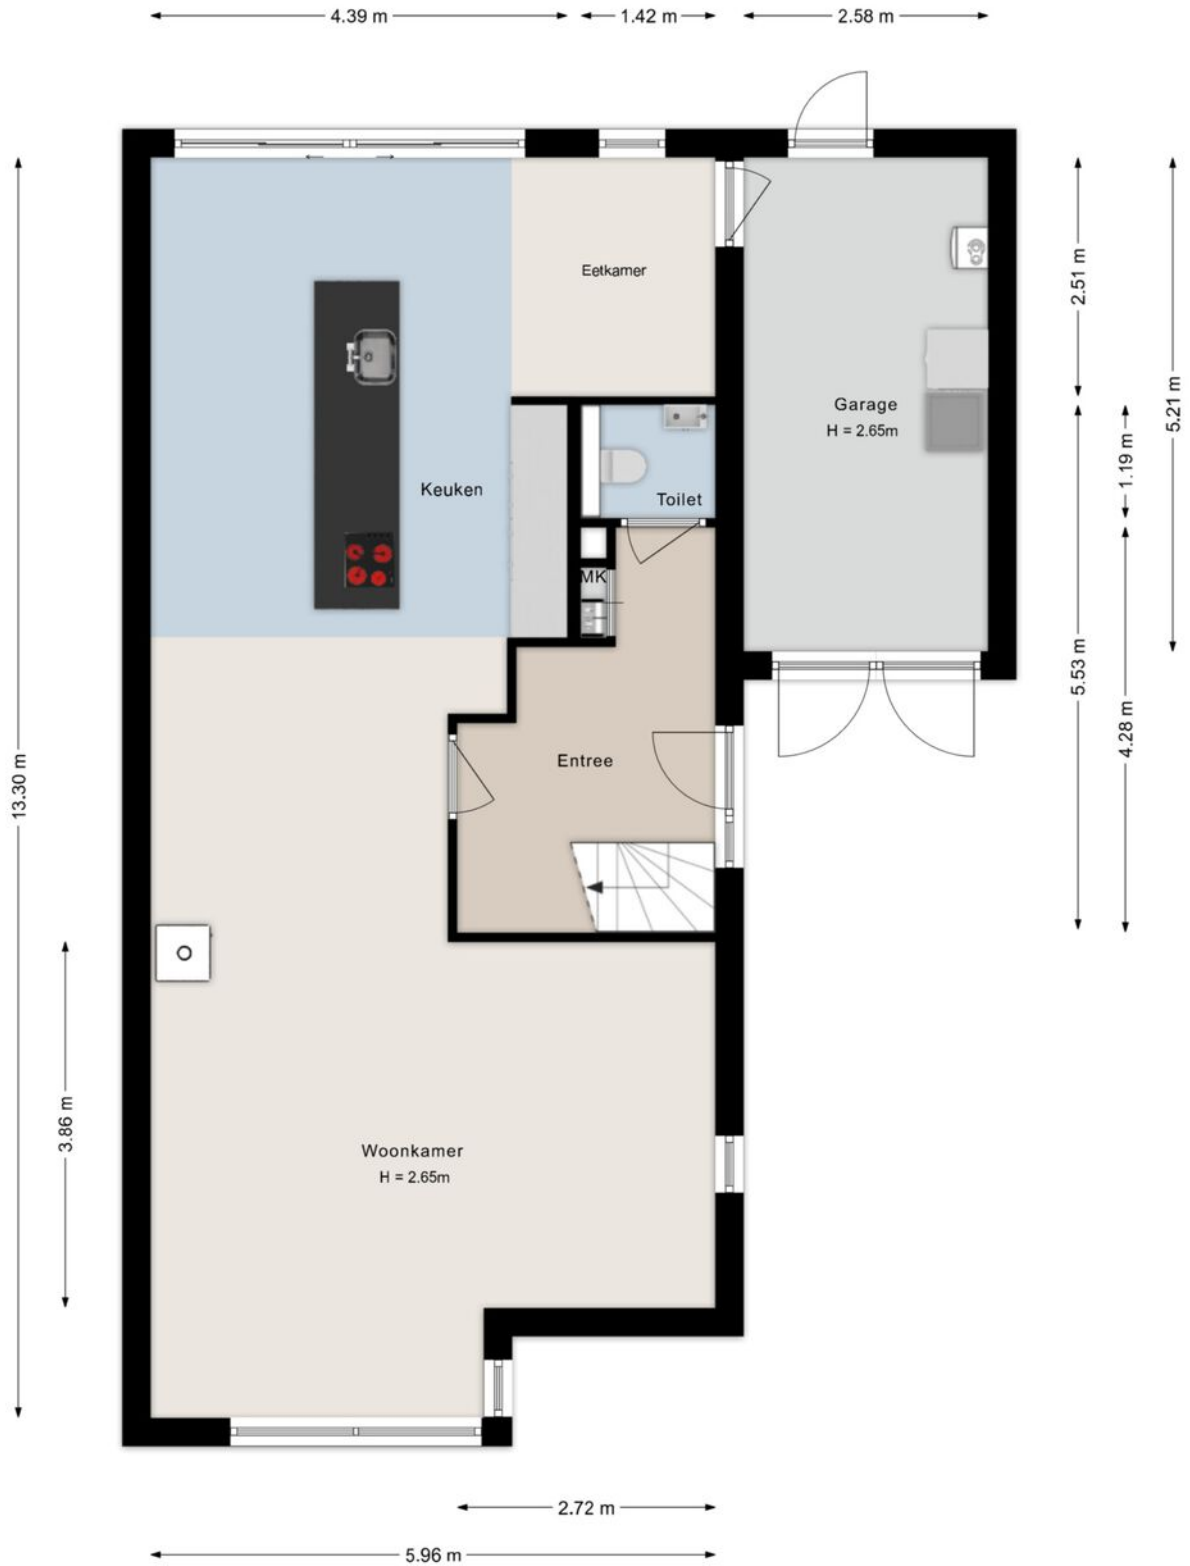 4.39 m
1.42 m
2.58 m
Eetkamer
2.51 m
Garage
H = 2.65m
5.21 m
1.19 m
Keuken
Toilet
MK
5.53 m
4.28 m
Entree
13.30 m
3.86 m
Woonkamer
H = 2.65m
2.72 m
5.96 m